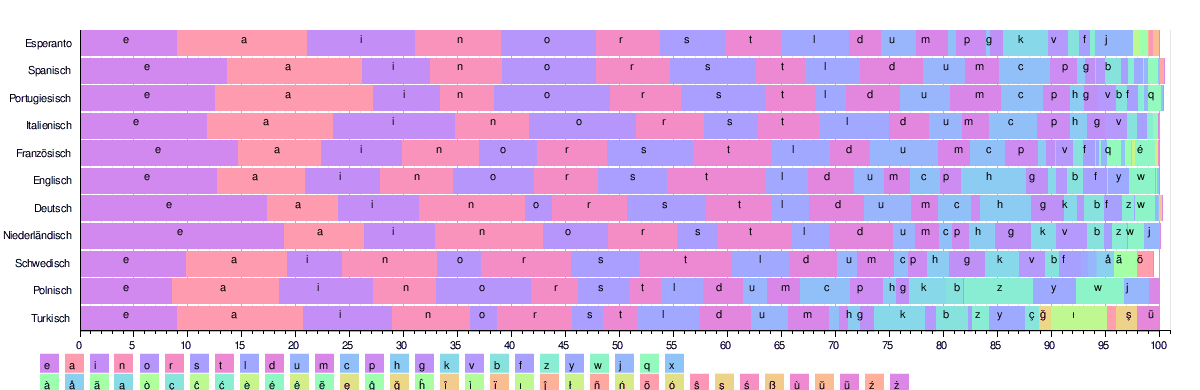 Esperanto e a i n o r s t l d u m p g k v f j
Spanisch e a i n o r s t l d u m c p g b
Portugiesisch e a i n o r s t l d u m c p h g v b f q
Italienisch e a i n o r s t l d u m c p h g v
Französisch e a i n o r s t l d u m c p v f q é
Englisch e a i n o r s t l d u m c p h g b f y w
Deutsch e a i n o r s t l d u m c h g k b f z w
Niederländisch e a i n o r s t l d u m c p h g k v b z w j
Schwedisch e a i n o r s t l d u m c p h g k v b f å ä ö
Polnisch e a i n o r s t l d u m c p h g k b z y w j
Turkisch e a i n o r s t l d u m h g k b z y ç ğ ı ş ü
0 5 10 15 20 25 30 35 40 45 50 55 60 65 70 75 80 85 90 95 100
e a i n o r s t l d u m c p h g k v b f z y w j q x